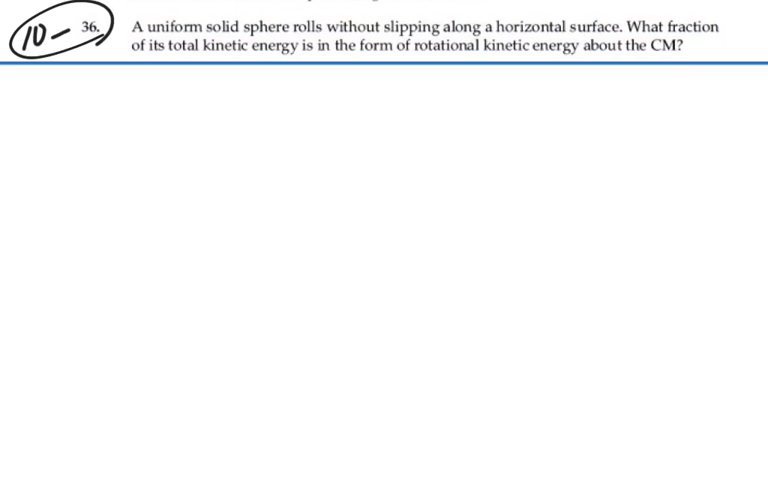 10- 36. A uniform solid sphere rolls without slipping along a horizontal surface. What fraction
of its total kinetic energy is in the form of rotational kinetic energy about the CM?